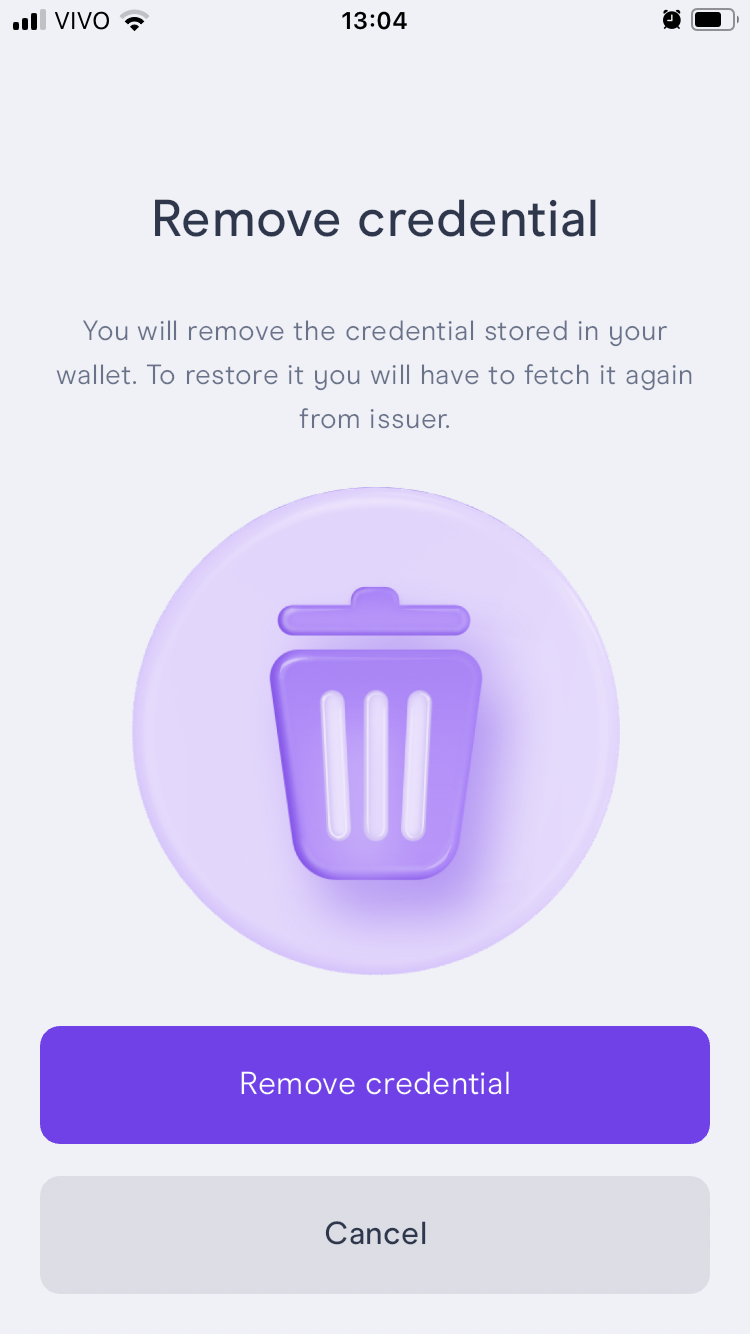 VIVO 13:04
Remove credential
You will remove the credential stored in your
wallet. To restore it you will have to fetch it again
from issuer.
Remove credential
Cancel